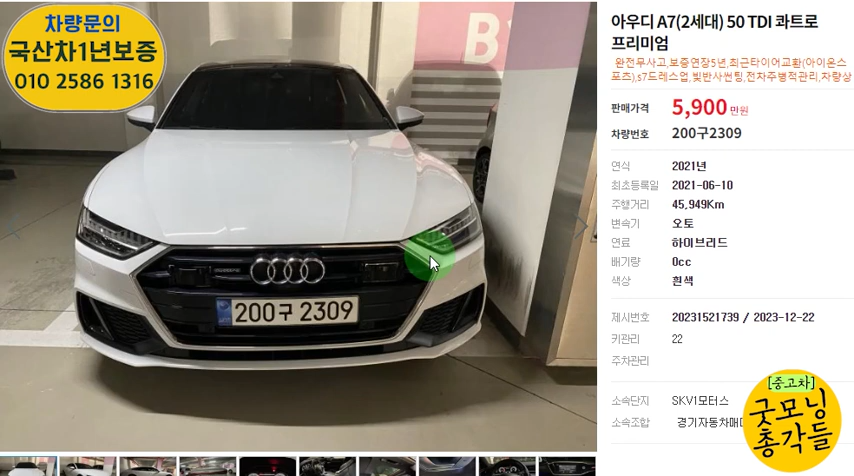 차량문의
국산차1년보증
010 2586 1316
B1
200구 2309
아우디 A7(2세대) 50 TDI 콰트로
프리미엄
완전무사고,보증연장5년,최근타이어교환(아이온스
포츠),s7드레스업,빛반사썬팅,전차주병적관리,차량상
판매가격 5,900 만원
차량번호 200구2309
연식 2021년
최초등록일 2021-06-10
주행거리 45,949Km
변속기 오토
연료 하이브리드
배기량 0cc
색상 흰색
제시번호 20231521739 / 2023-12-22
키관리 22
주차관리
소속단지 SKV1모터스
소속조합 경기자동차매
[중고차]
굿모닝
총각들